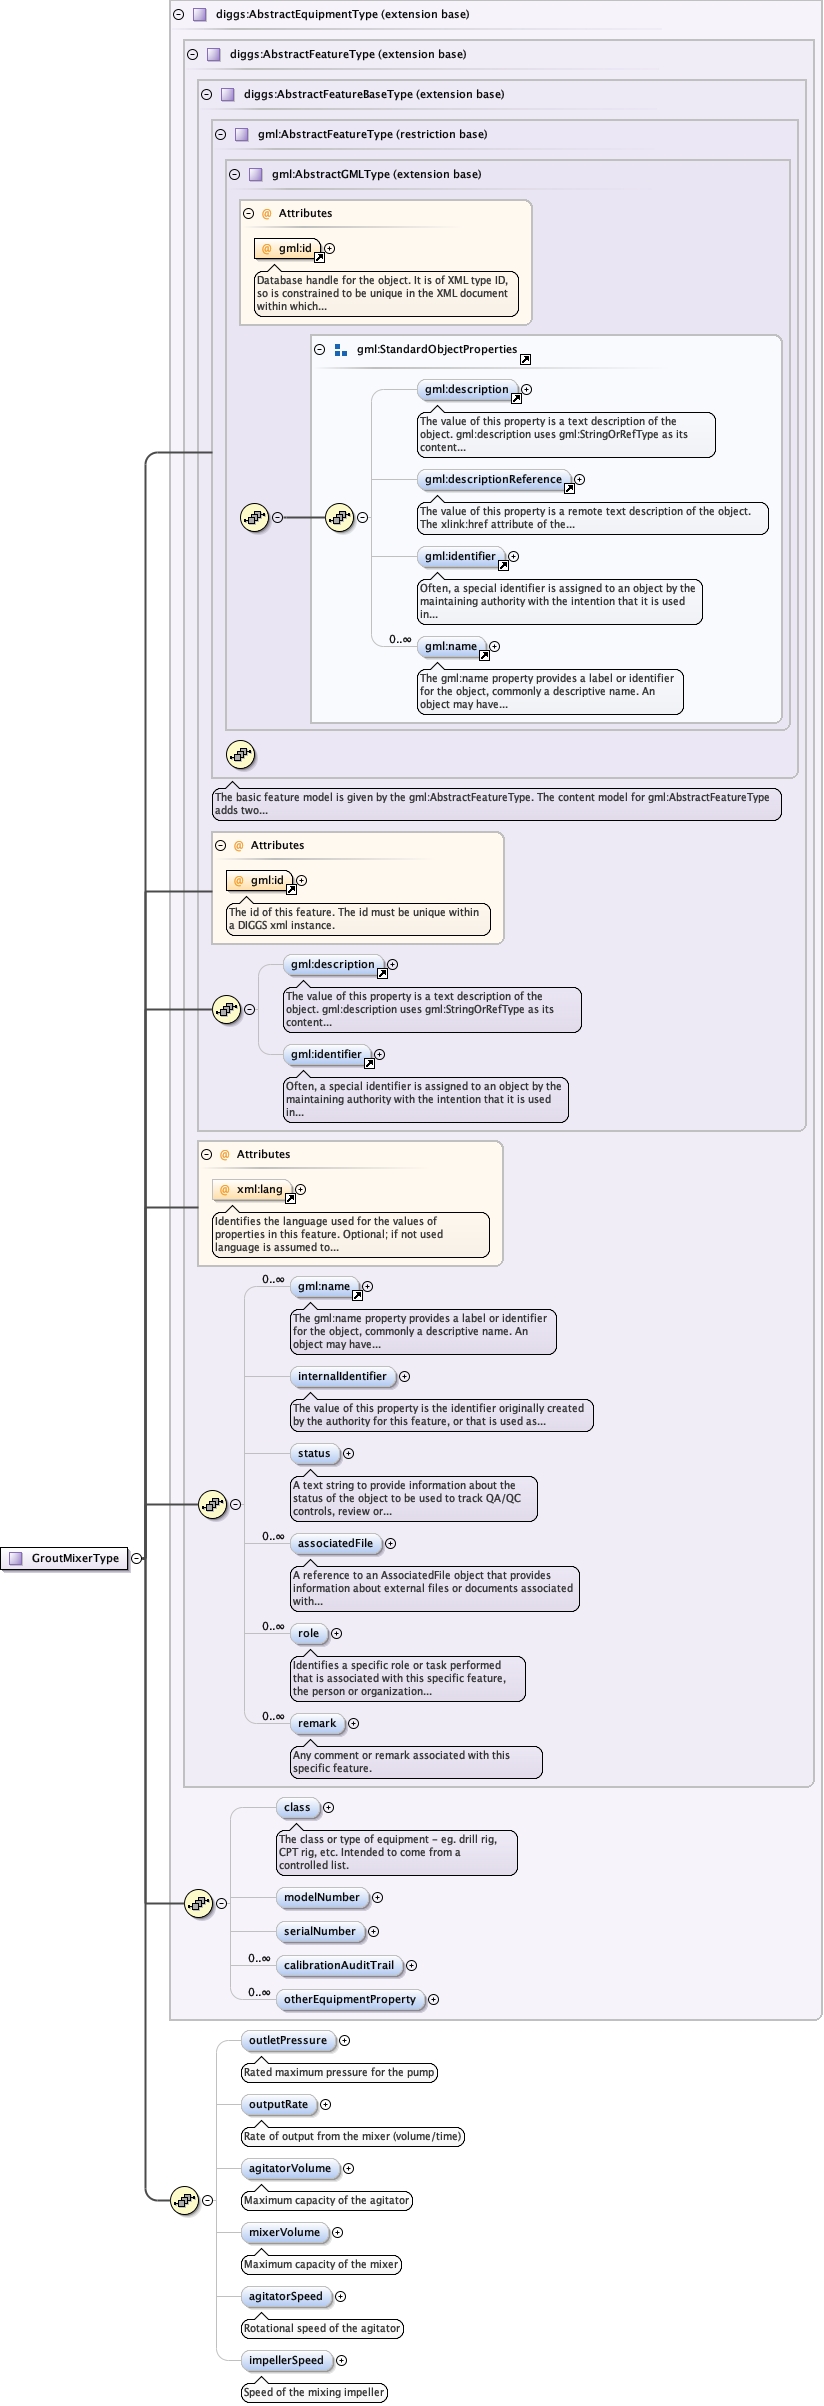 diggs:AbstractEquipmentType (extension base)
diggs:AbstractFeatureType (extension base)
diggs:AbstractFeatureBaseType (extension base)
gml:AbstractFeatureType (restriction base)
gml:AbstractGMLType (extension base)
@ Attributes
@ gml:id
Database handle for the object. It is of XML type ID,
so is constrained to be unique in the XML document
within which...
gml:StandardObjectProperties
gml:description
The value of this property is a text description of the
object. gml:description uses gml:StringOrRefType as its
content...
gml:descriptionReference
The value of this property is a remote text description of the object.
The xlink:href attribute of the...
gml:identifier
Often, a special identifier is assigned to an object by the
maintaining authority with the intention that it is used
in...
0..∞
gml:name
The gml:name property provides a label or identifier
for the object, commonly a descriptive name. An
object may have...
The basic feature model is given by the gml:AbstractFeatureType. The content model for gml:AbstractFeatureType
adds two...
@ Attributes
@ gml:id
The id of this feature. The id must be unique within
a DIGGS xml instance.
gml:description
The value of this property is a text description of the
object. gml:description uses gml:StringOrRefType as its
content...
gml:identifier
Often, a special identifier is assigned to an object by the
maintaining authority with the intention that it is used
in...
@ Attributes
@ xml:lang
Identifies the language used for the values of
properties in this feature. Optional; if not used
language is assumed to...
0..∞
gml:name
The gml:name property provides a label or identifier
for the object, commonly a descriptive name. An
object may have...
internalIdentifier
The value of this property is the identifier originally created
by the authority for this feature, or that is used as...
status
A text string to provide information about the
status of the object to be used to track QA/QC
controls, review or...
0..∞
associatedFile
A reference to an AssociatedFile object that provides
information about external files or documents associated
with...
GroutMixerType
0..∞
role
Identifies a specific role or task performed
that is associated with this specific feature,
the person or organization...
0..∞
remark
Any comment or remark associated with this
specific feature.
class
The class or type of equipment - eg. drill rig,
CPT rig, etc. Intended to come from a
controlled list.
modelNumber
serialNumber
0..∞
calibrationAuditTrail
0..∞
otherEquipmentProperty
outletPressure
Rated maximum pressure for the pump
outputRate
Rate of output from the mixer (volume/time)
agitatorVolume
Maximum capacity of the agitator
mixerVolume
Maximum capacity of the mixer
agitatorSpeed
Rotational speed of the agitator
impellerSpeed
Speed of the mixing impeller